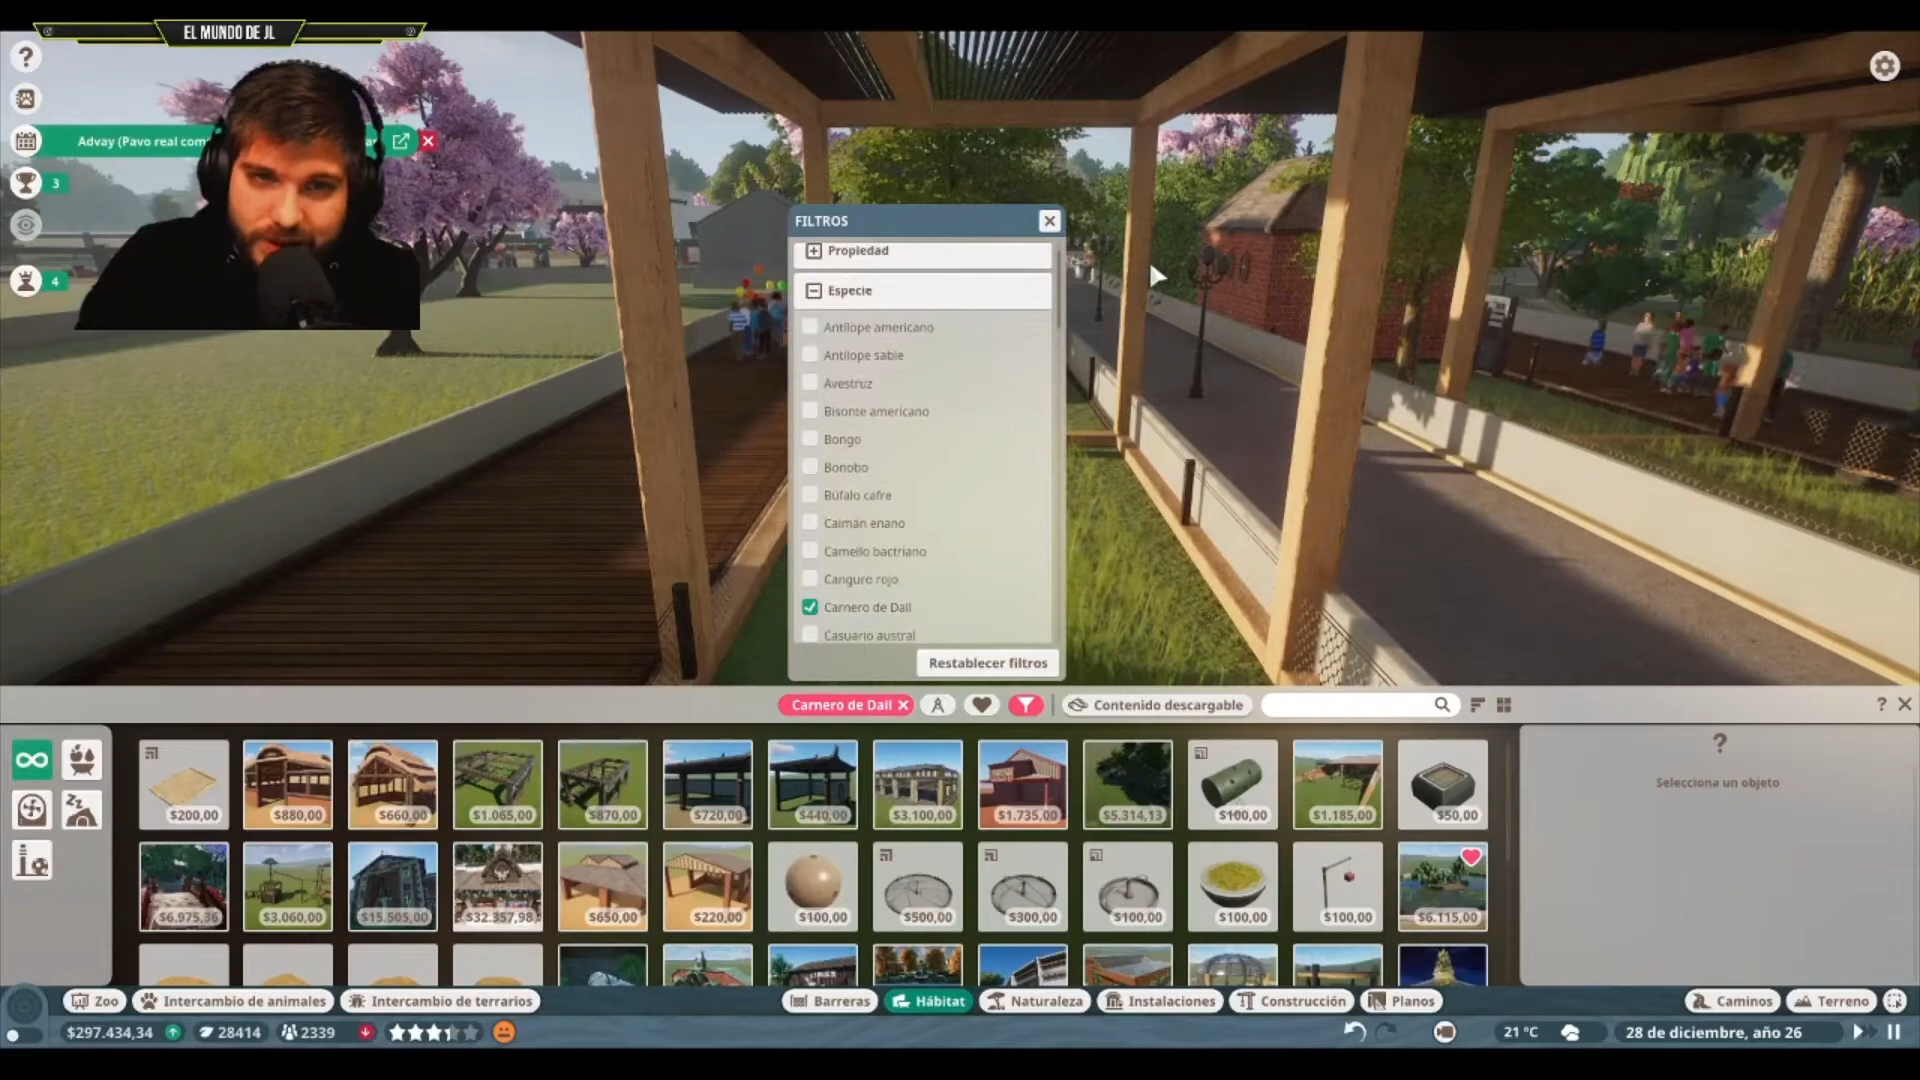 EL MUNDO DE JL
Advay (Pavo real com
3
4
FILTROS
Propiedad
Especie
Antílope americano
Antílope sable
Avestruz
Bisonte americano
Bongo
Bonobo
Búfalo cafre
Caimán enano
Camello bactriano
Canguro rojo
Carnero de Dall
Casuario austral
Restablecer filtros
Carnero de Dall
Contenido descargable
?
$200,00
$880,00
$660,00
$1.065,00
$870,00
$720,00
$440,00
$3.100,00
$1.735,00
$5.314,13
$100,00
$1.185,00
$50,00
$6.975,36
$3.060,00
$15.505,00
$32.357,98
$650,00
$220,00
$100,00
$500,00
$300,00
$100,00
$100,00
$100,00
$6.115,00
?
Selecciona un objeto
Zoo
Intercambio de animales
Intercambio de terrarios
Barreras
Hábitat
Naturaleza
Instalaciones
Construcción
Planos
Caminos
Terreno
$297.434,34
28414
2339
21 °C
28 de diciembre, año 26